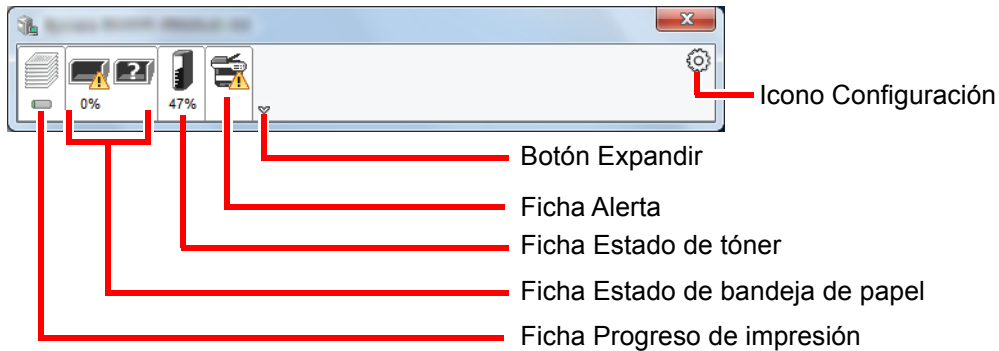 0%
47%
Icono Configuración
Botón Expandir
Ficha Alerta
Ficha Estado de tóner
Ficha Estado de bandeja de papel
Ficha Progreso de impresión